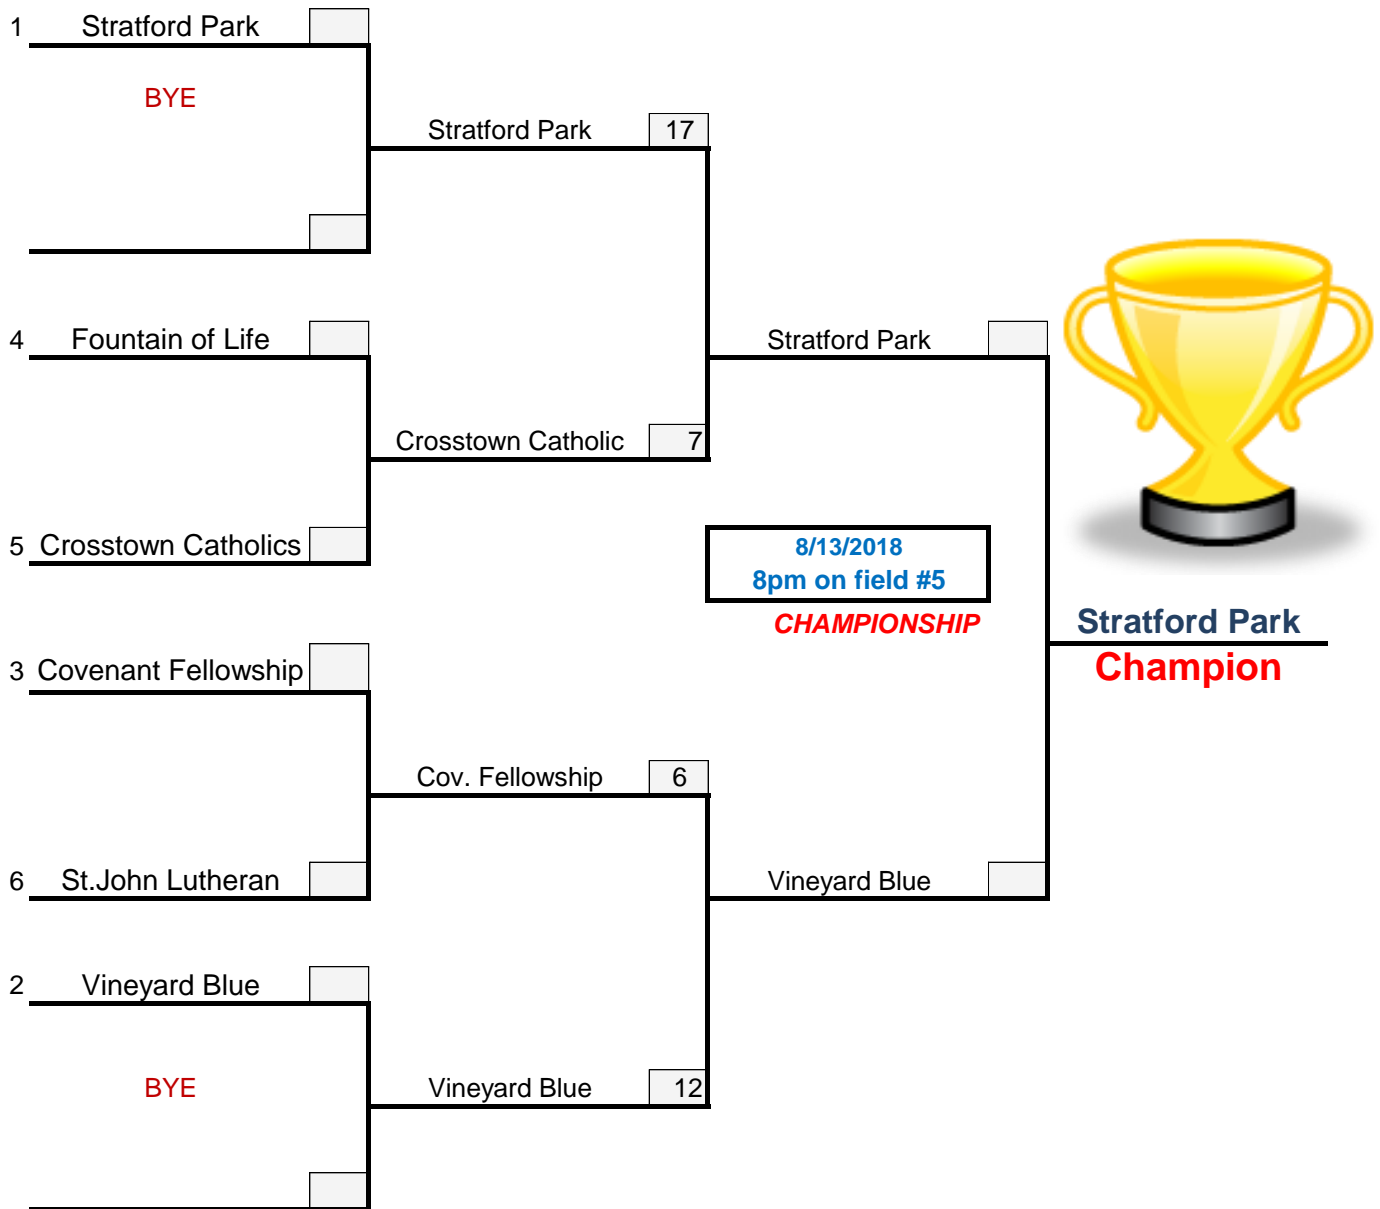 1 Stratford Park
BYE
Stratford Park 17
4 Fountain of Life
Stratford Park
Crosstown Catholic 7
5 Crosstown Catholics
8/13/2018
8pm on field #5
CHAMPIONSHIP
Stratford Park
Champion
3 Covenant Fellowship
Cov. Fellowship 6
6 St.John Lutheran
Vineyard Blue
2 Vineyard Blue
BYE
Vineyard Blue 12